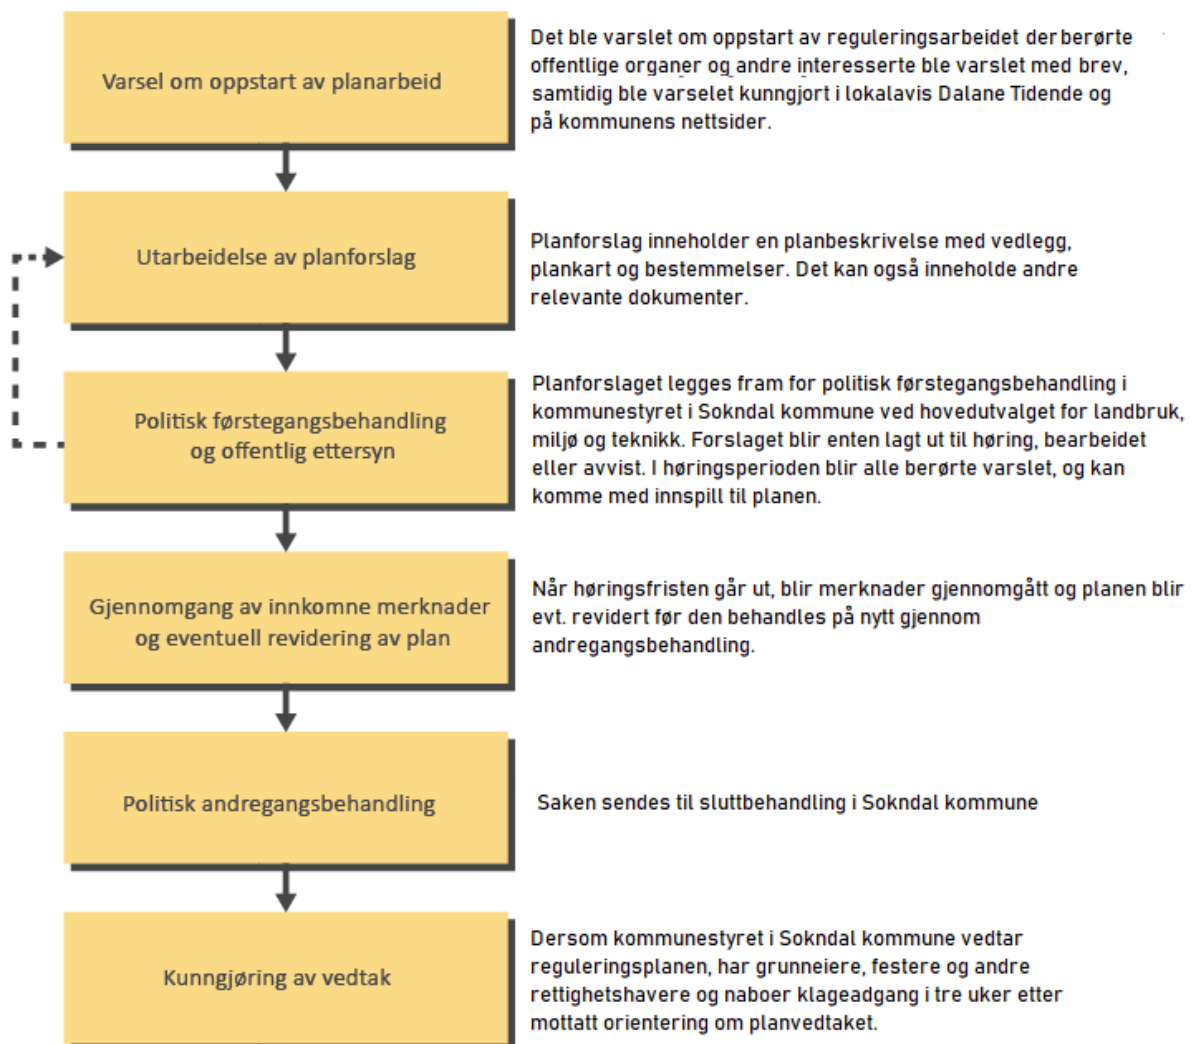 Varsel om oppstart av planarbeid
Det ble varslet om oppstart av reguleringsarbeidet der berørte
offentlige organer og andre interesserte ble varslet med brev,
samtidig ble varselet kunngjort i lokalavis Dalane Tidende og
på kommunens nettsider.
Utarbeidelse av planforslag
Planforslag inneholder en planbeskrivelse med vedlegg,
plankart og bestemmelser. Det kan også inneholde andre
relevante dokumenter.
Politisk førstegangsbehandling
og offentlig ettersyn
Planforslaget legges fram for politisk førstegangsbehandling i
kommunestyret i Sokndal kommune ved hovedutvalget for landbruk,
miljø og teknikk. Forslaget blir enten lagt ut til høring, bearbeidet
eller avvist. I høringsperioden blir alle berørte varslet, og kan
komme med innspill til planen.
Gjennomgang av innkomne merknader
og eventuell revidering av plan
Når høringsfristen går ut, blir merknader gjennomgått og planen blir
evt. revidert før den behandles på nytt gjennom
andregangsbehandling.
Politisk andregangsbehandling
Saken sendes til sluttbehandling i Sokndal kommune
Kunngjøring av vedtak
Dersom kommunestyret i Sokndal kommune vedtar
reguleringsplanen, har grunneiere, festere og andre
rettighetshavere og naboer klageadgang i tre uker etter
mottatt orientering om planvedtaket.